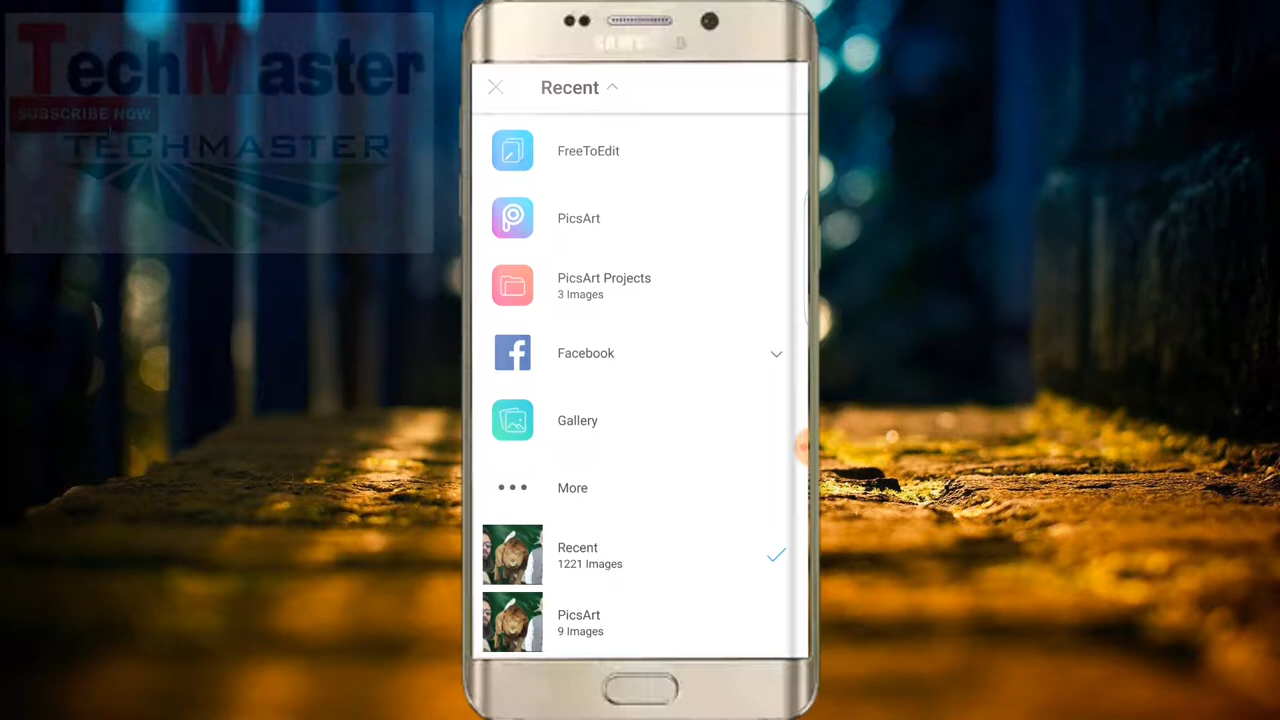 TechMaster
SUBSCRIBE NOW
TECHMASTER
SAMSUNG
Recent
FreeToEdit
PicsArt
PicsArt Projects
3 Images
Facebook
Gallery
More
Recent
1221 Images
PicsArt
9 Images